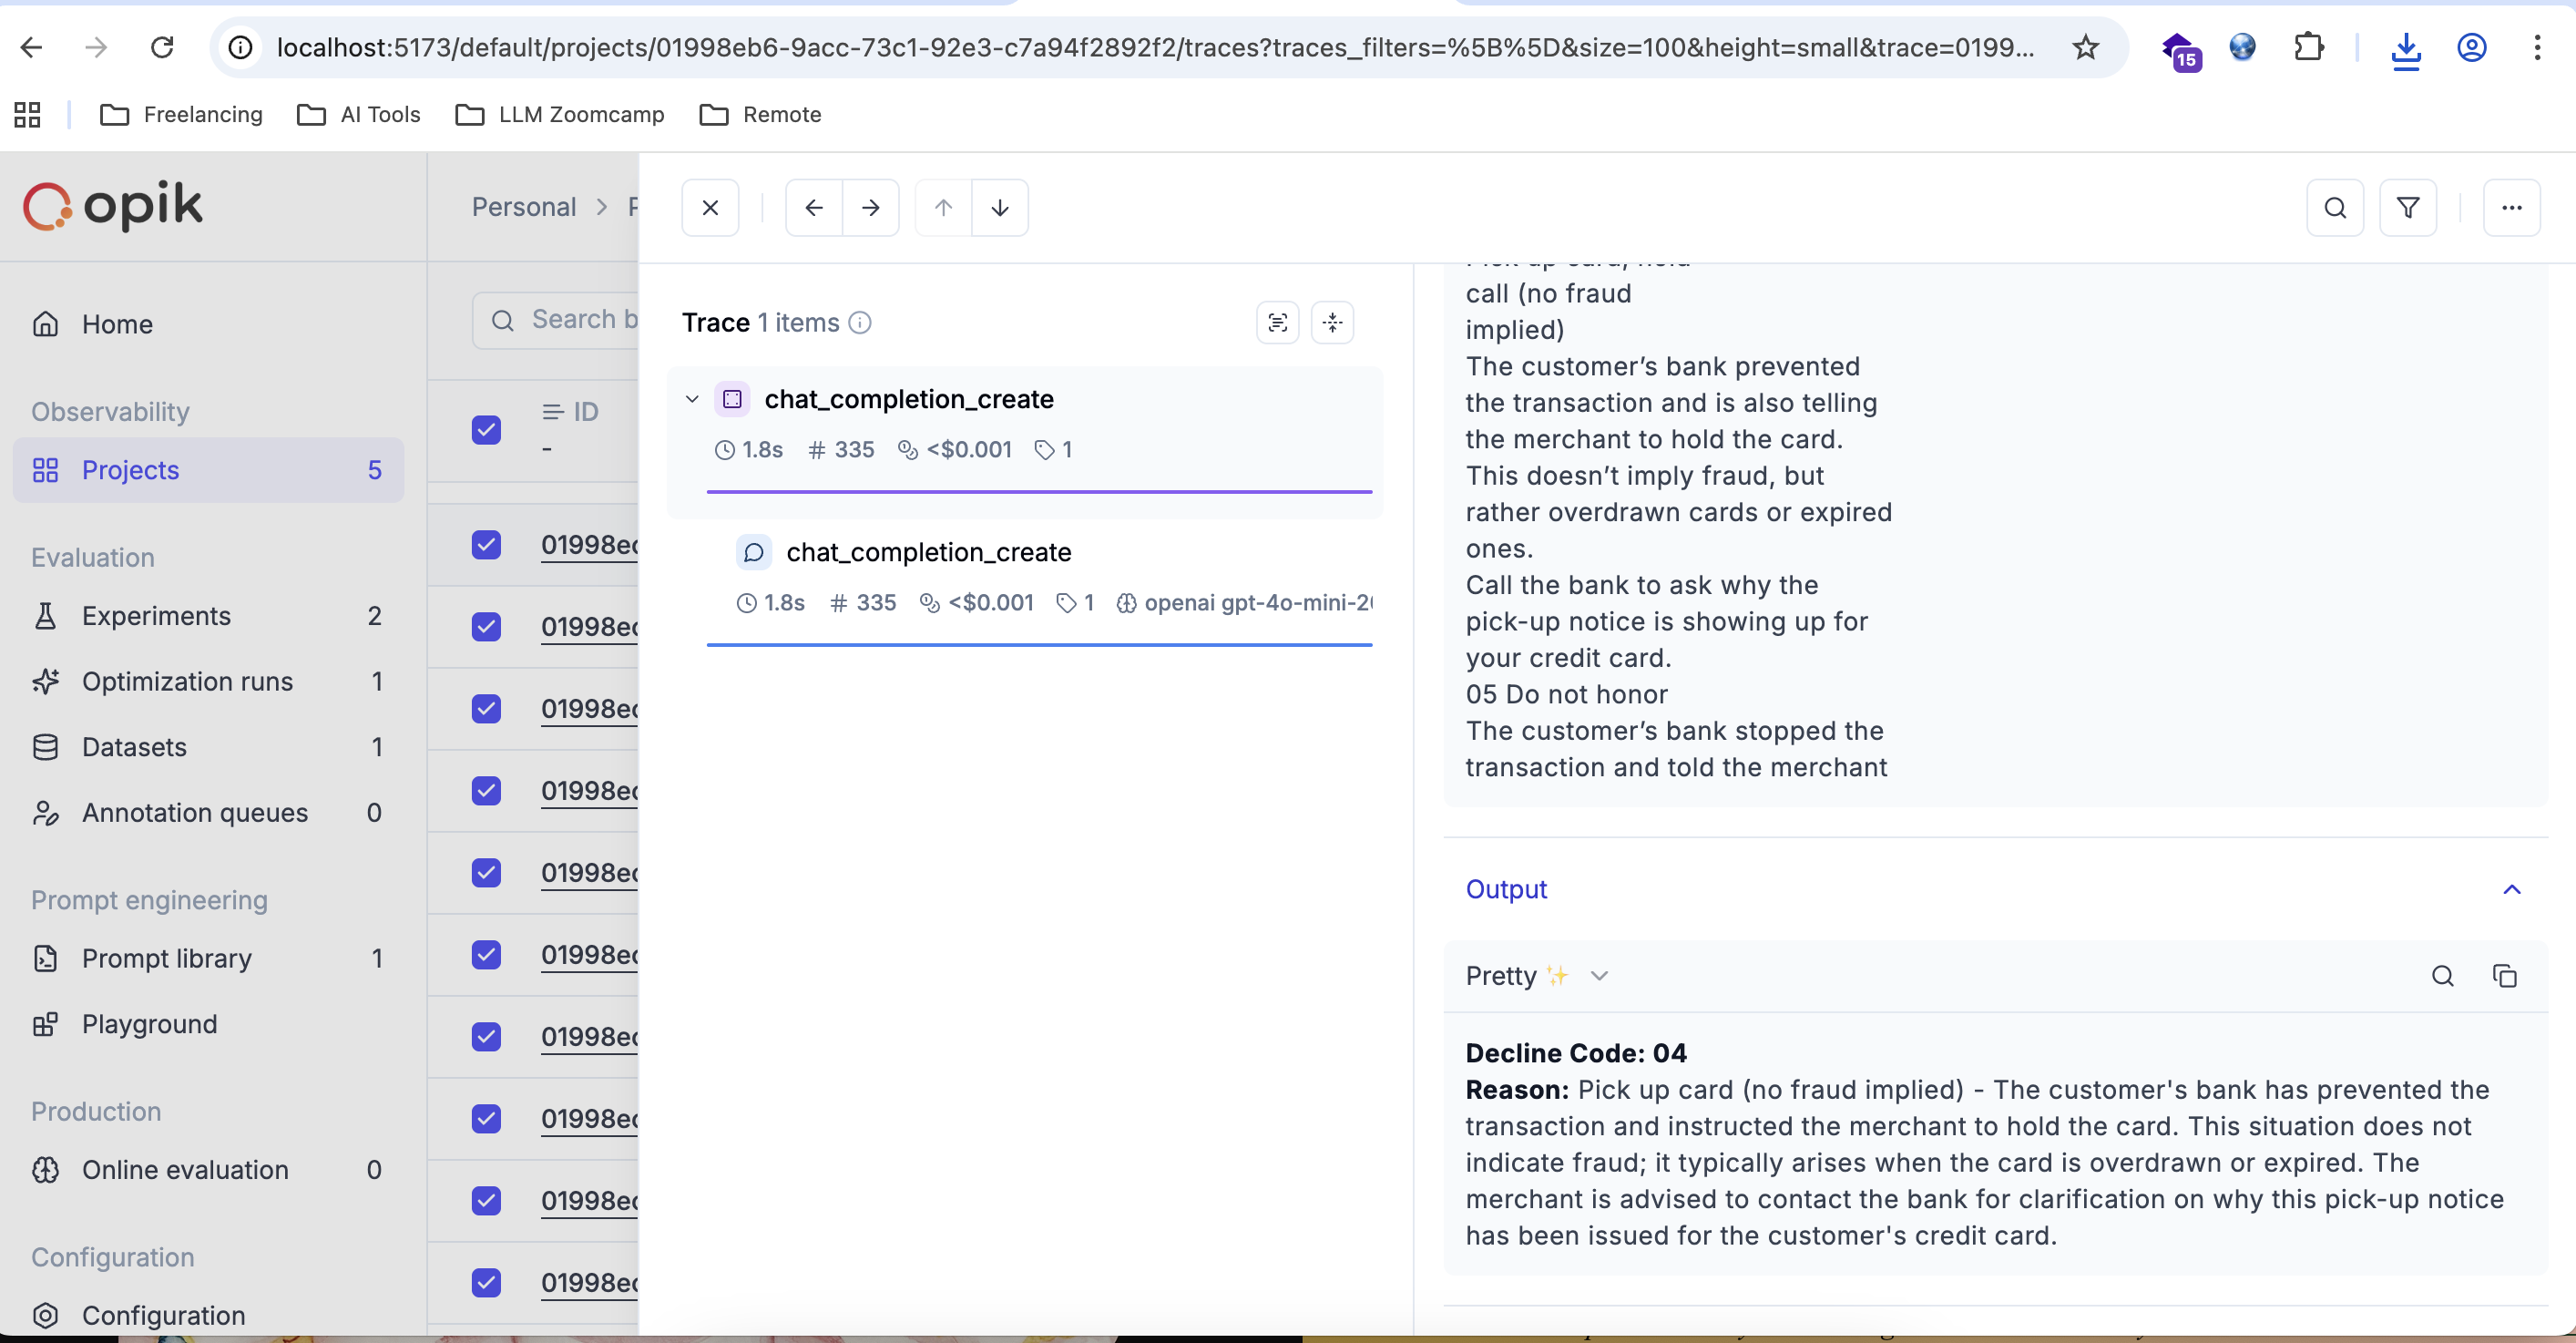 localhost:5173/default/projects/01998eb6-9acc-73c1-92e3-c7a94f2892f2/traces?traces_filters=%5B%5D&size=100&height=small&trace=0199...
15
Freelancing
AI Tools
LLM Zoomcamp
Remote
opik
Home
Observability
Projects 5
Evaluation
Experiments 2
Optimization runs 1
Datasets 1
Annotation queues 0
Prompt engineering
Prompt library 1
Playground
Production
Online evaluation 0
Configuration
Configuration
Personal >
Search b
ID
-
01998ec
01998ec
01998ec
01998ec
01998ec
01998ec
01998ec
01998ec
01998ec
01998ec
Trace 1 items
chat_completion_create
1.8s # 335 <$0.001 1
chat_completion_create
1.8s # 335 <$0.001 1 openai gpt-4o-mini-2
call (no fraud
implied)
The customer’s bank prevented
the transaction and is also telling
the merchant to hold the card.
This doesn’t imply fraud, but
rather overdrawn cards or expired
ones.
Call the bank to ask why the
pick-up notice is showing up for
your credit card.
05 Do not honor
The customer’s bank stopped the
transaction and told the merchant
Output
Pretty ✨
Decline Code: 04
Reason: Pick up card (no fraud implied) - The customer's bank has prevented the
transaction and instructed the merchant to hold the card. This situation does not
indicate fraud; it typically arises when the card is overdrawn or expired. The
merchant is advised to contact the bank for clarification on why this pick-up notice
has been issued for the customer's credit card.